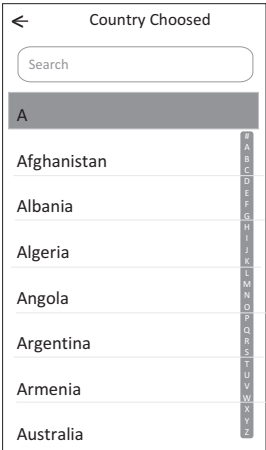 Country Choosed
Search
A
Afghanistan
Albania
Algeria
Angola
Argentina
Armenia
Australia
#
A
B
C
D
E
F
G
H
I
J
K
L
M
N
O
P
Q
R
S
T
U
V
W
X
Y
Z